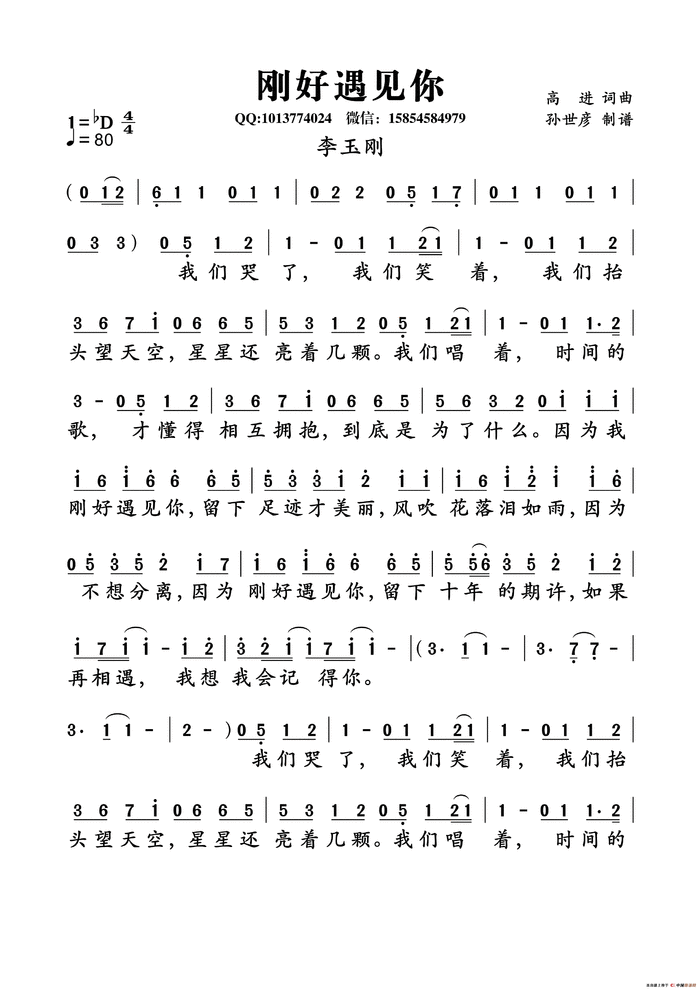 刚好遇见你
高 进 词曲
QQ:1013774024 微信：15854584979
孙世彦 制谱
1=♭D 4/4
♩=80
李玉刚
(0 12 | 6 1 1 0 1 1 | 0 2 2 0 5 1 7 | 0 1 1 0 1 1 |
0 3 3) 0 5 1 2 | 1 - 0 1 1 21 | 1 - 0 1 1 2 |
我们哭了， 我们笑 着， 我们抬
3 6 7 i 0 6 6 5 | 5 3 1 2 0 5 1 21 | 1 - 0 1 1·2 |
头望天空，星星还 亮着几颗。我们唱 着， 时间的
3 - 0 5 1 2 | 3 6 7 i 0 6 6 5 | 5 6 3 2 0 i i i |
歌， 才懂得 相互拥抱，到底是 为了什么。因为我
i 6 i 6 6 6 5 | 5 3 i 2 i 2 | 3 5 i 2 i i 6 |
刚好遇见你，留下 足迹才美丽，风吹 花落泪如雨，因为
0 5 3 5 2 i 7 | i 6 i 6 6 6 5 | 5 56 3 5 2 i 2 |
不想分离，因为 刚好遇见你，留下 十年 的期许，如果
i 7 i i - i 2 | 3 2 i i 7 i i - | (3· 1 1 - | 3· 7 7 - |
再相遇， 我想 我会记 得你。
3· 1 1 - | 2 - ) 0 5 1 2 | 1 - 0 1 1 21 | 1 - 0 1 1 2 |
我们哭 了， 我们笑 着， 我们抬
3 6 7 i 0 6 6 5 | 5 3 1 2 0 5 1 21 | 1 - 0 1 1·2 |
头望天空，星星还 亮着几颗。我们唱 着， 时间的